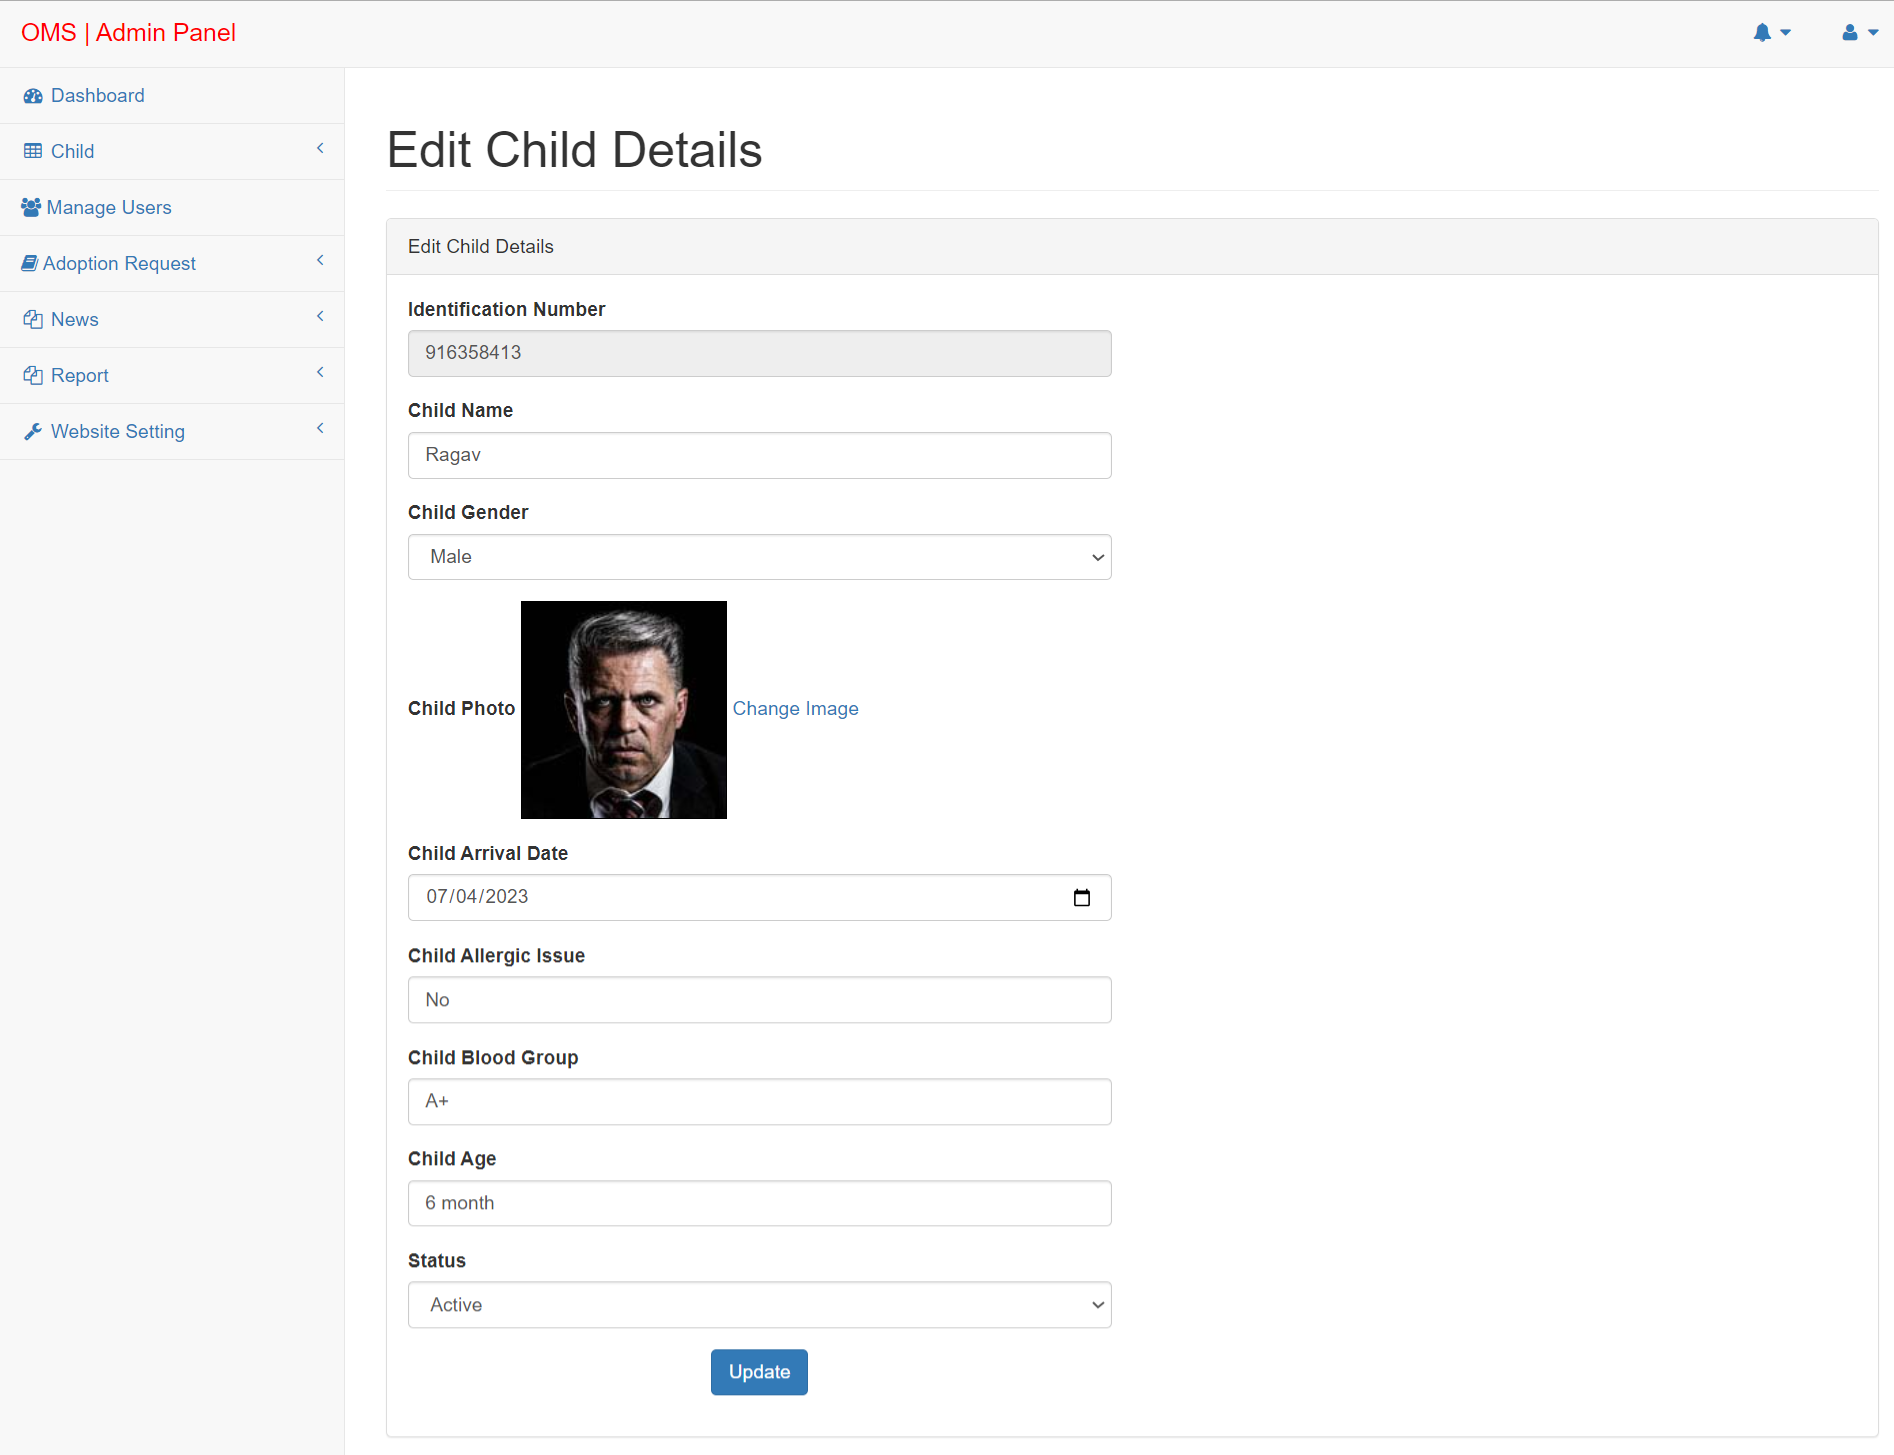 OMS | Admin Panel
Dashboard
Child
Manage Users
Adoption Request
News
Report
Website Setting
Edit Child Details
Edit Child Details
Identification Number
916358413
Child Name
Ragav
Child Gender
Male
Child Photo Change Image
Child Arrival Date
07/04/2023
Child Allergic Issue
No
Child Blood Group
A+
Child Age
6 month
Status
Active
Update